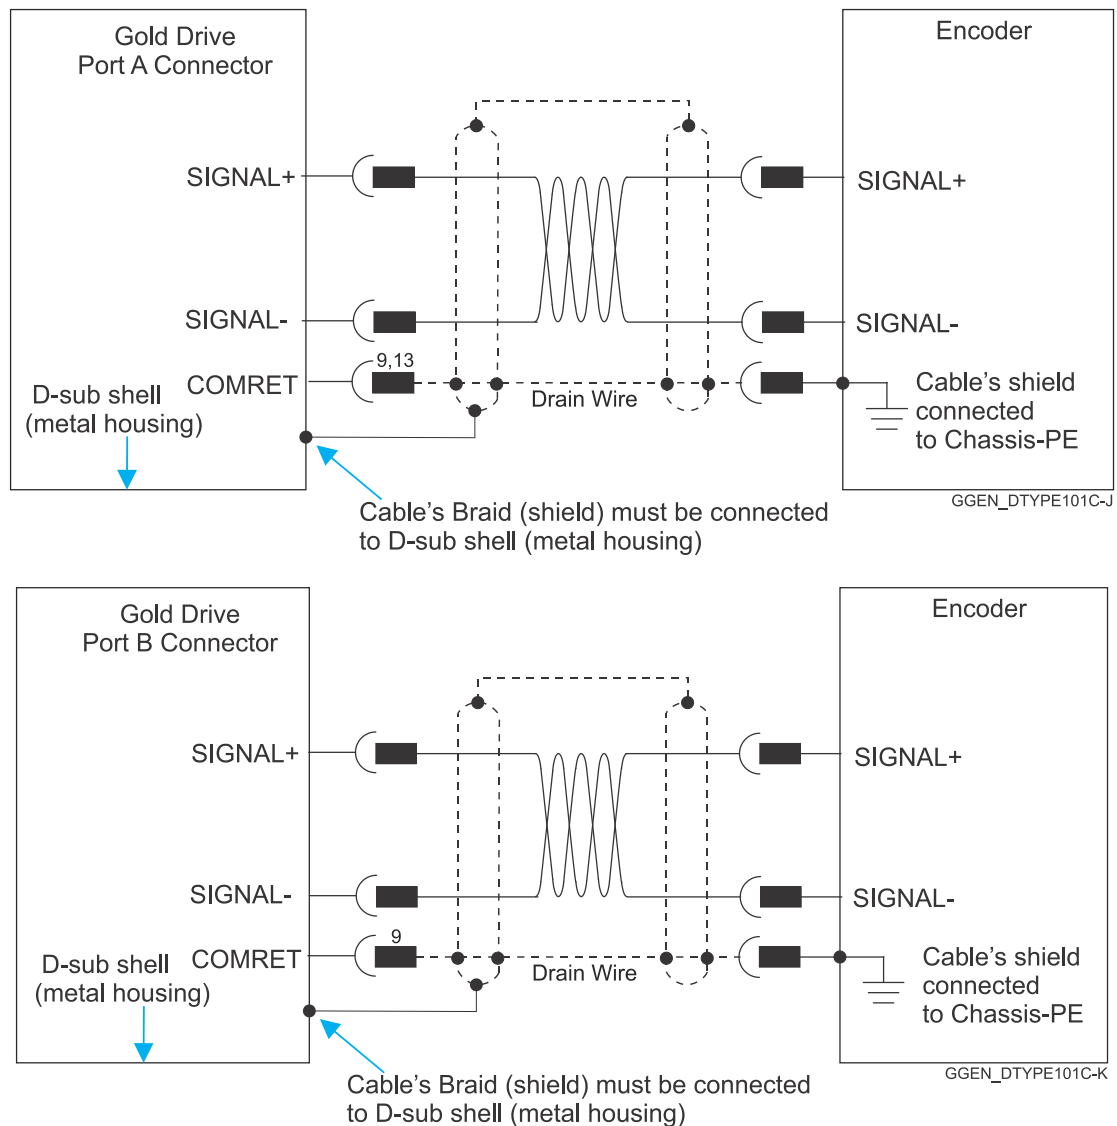 Gold Drive
Port A Connector
Encoder
SIGNAL+
SIGNAL+
SIGNAL-
SIGNAL-
9,13
COMRET
D-sub shell
(metal housing)
Drain Wire
Cable's shield
connected
to Chassis-PE
GGEN_DTYPE101C-J
Cable's Braid (shield) must be connected
to D-sub shell (metal housing)
Gold Drive
Port B Connector
Encoder
SIGNAL+
SIGNAL+
SIGNAL-
SIGNAL-
9
COMRET
D-sub shell
(metal housing)
Drain Wire
Cable's shield
connected
to Chassis-PE
GGEN_DTYPE101C-K
Cable's Braid (shield) must be connected
to D-sub shell (metal housing)